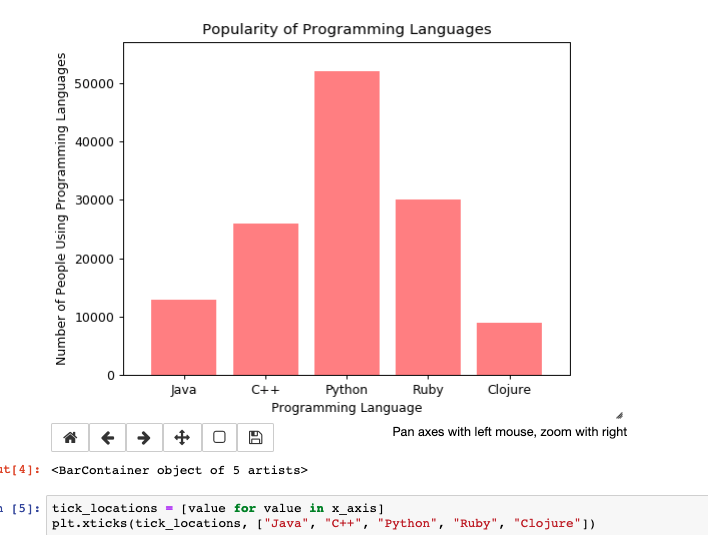 Popularity of Programming Languages
Number of People Using Programming Languages
50000
40000
30000
20000
10000
0
Java C++ Python Ruby Clojure
Programming Language
Pan axes with left mouse, zoom with right
ut[4]: <BarContainer object of 5 artists>
n [5]: tick_locations = [value for value in x_axis]
plt.xticks(tick_locations, ["Java", "C++", "Python", "Ruby", "Clojure"])